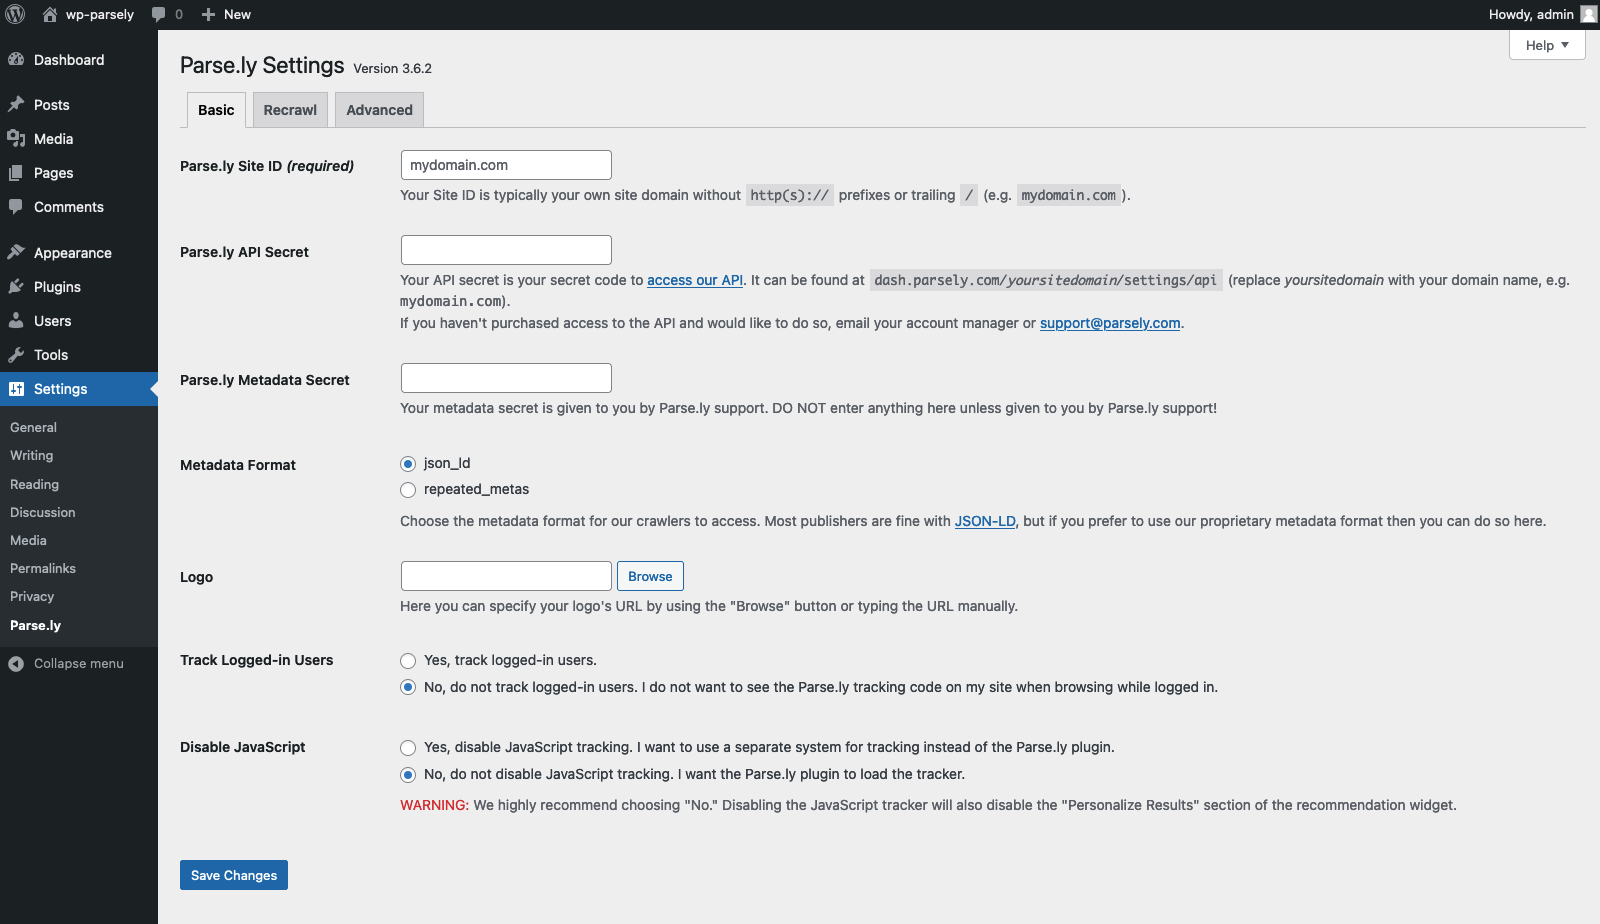 wp-parsely 0 New Howdy, admin
Help
Dashboard
Posts
Media
Pages
Comments
Appearance
Plugins
Users
Tools
Settings
General
Writing
Reading
Discussion
Media
Permalinks
Privacy
Parse.ly
Collapse menu
Parse.ly Settings Version 3.6.2
Basic Recrawl Advanced
Parse.ly Site ID (required) mydomain.com
Your Site ID is typically your own site domain without http(s):// prefixes or trailing / (e.g. mydomain.com ).
Parse.ly API Secret
Your API secret is your secret code to access our API. It can be found at dash.parsely.com/yoursitedomain/settings/api (replace yoursitedomain with your domain name, e.g.
mydomain.com).
If you haven't purchased access to the API and would like to do so, email your account manager or support@parsely.com.
Parse.ly Metadata Secret
Your metadata secret is given to you by Parse.ly support. DO NOT enter anything here unless given to you by Parse.ly support!
Metadata Format json_ld
repeated_metas
Choose the metadata format for our crawlers to access. Most publishers are fine with JSON-LD, but if you prefer to use our proprietary metadata format then you can do so here.
Logo Browse
Here you can specify your logo's URL by using the "Browse" button or typing the URL manually.
Track Logged-in Users Yes, track logged-in users.
No, do not track logged-in users. I do not want to see the Parse.ly tracking code on my site when browsing while logged in.
Disable JavaScript Yes, disable JavaScript tracking. I want to use a separate system for tracking instead of the Parse.ly plugin.
No, do not disable JavaScript tracking. I want the Parse.ly plugin to load the tracker.
WARNING: We highly recommend choosing "No." Disabling the JavaScript tracker will also disable the "Personalize Results" section of the recommendation widget.
Save Changes